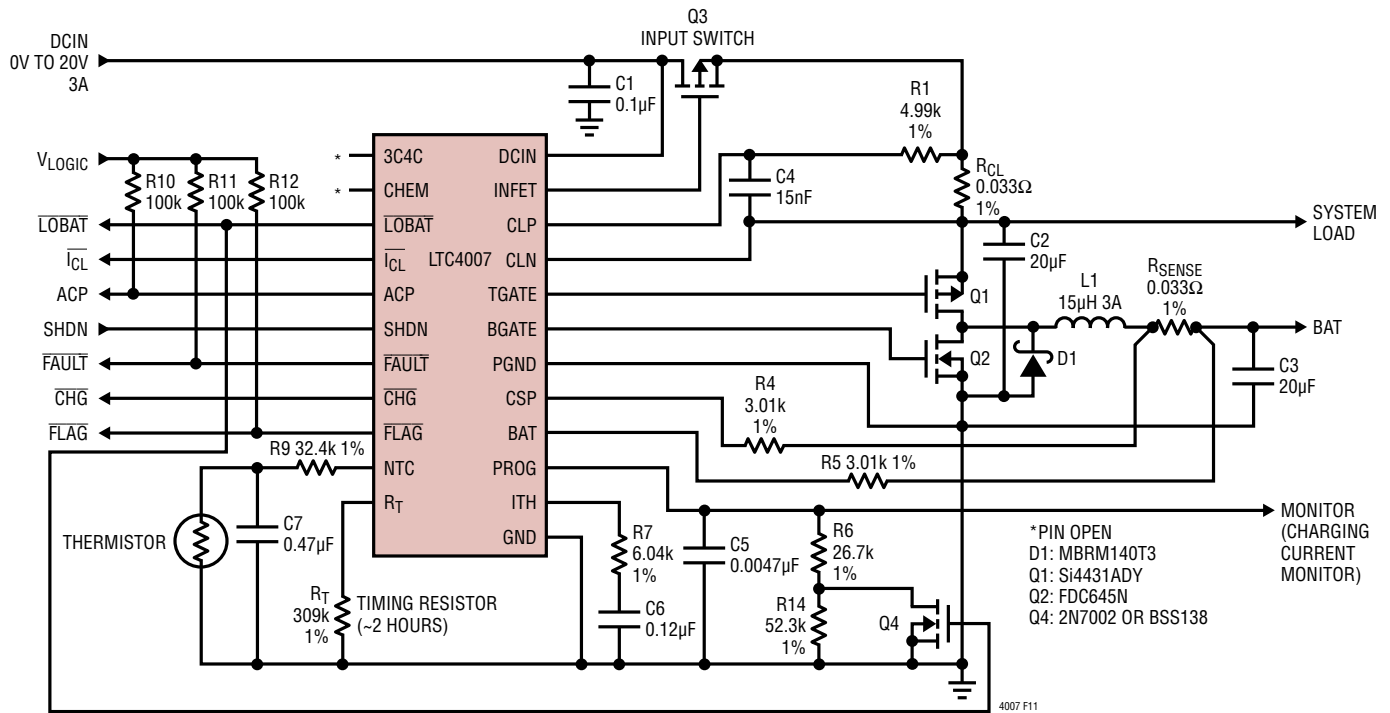 Q3
INPUT SWITCH
DCIN
0V TO 20V
3A
C1
0.1µF
R1
4.99k
1%
VLOGIC
R10
100k
R11
100k
R12
100k
LOBAT
ICL
ACP
SHDN
FAULT
CHG
FLAG
*
*
3C4C
CHEM
LOBAT
ICL
ACP
SHDN
FAULT
CHG
FLAG
NTC
RT
LTC4007
DCIN
INFET
CLP
CLN
TGATE
BGATE
PGND
CSP
BAT
PROG
ITH
GND
C4
15nF
RCL
0.033Ω
1%
SYSTEM
LOAD
C2
20µF
Q1
L1
15µH 3A
RSENSE
0.033Ω
1%
BAT
Q2
D1
C3
20µF
R4
3.01k
1%
R5 3.01k 1%
R9 32.4k 1%
THERMISTOR
C7
0.47µF
RT
309k
1%
TIMING RESISTOR
(~2 HOURS)
R7
6.04k
1%
C6
0.12µF
C5
0.0047µF
R6
26.7k
1%
R14
52.3k
1%
Q4
MONITOR
(CHARGING
CURRENT
MONITOR)
*PIN OPEN
D1: MBRM140T3
Q1: Si4431ADY
Q2: FDC645N
Q4: 2N7002 OR BSS138
4007 F11